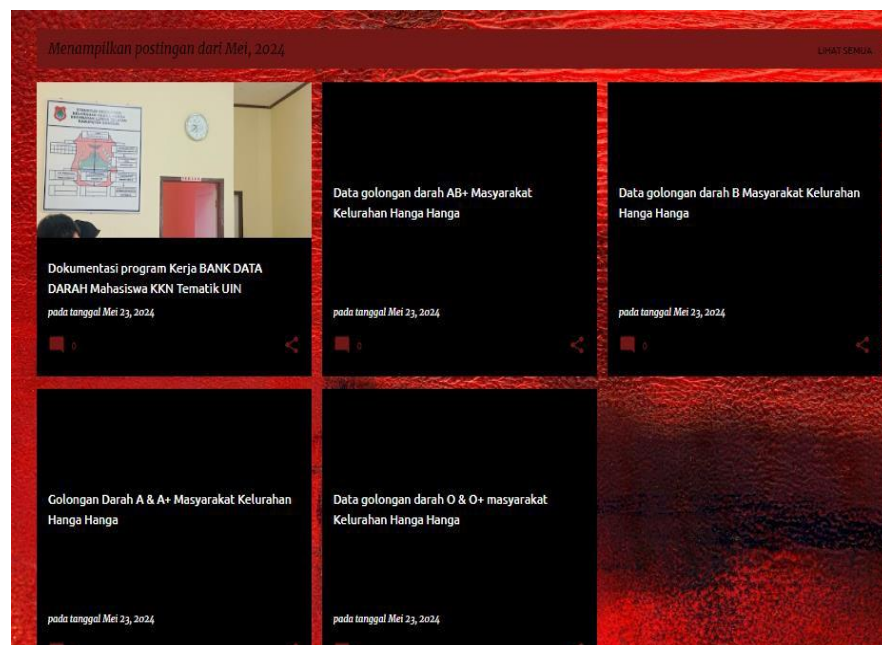 Menampilkan postingan dari Mei, 2024
LIHAT SEMUA
Dokumentasi program Kerja BANK DATA
DARAH Mahasiswa KKN Tematik UIN
pada tanggal Mei 23, 2024
0
Data golongan darah AB+ Masyarakat
Kelurahan Hanga Hanga
pada tanggal Mei 23, 2024
0
Data golongan darah B Masyarakat Kelurahan
Hanga Hanga
pada tanggal Mei 23, 2024
0
Golongan Darah A & A+ Masyarakat Kelurahan
Hanga Hanga
pada tanggal Mei 23, 2024
Data golongan darah O & O+ masyarakat
Kelurahan Hanga Hanga
pada tanggal Mei 23, 2024